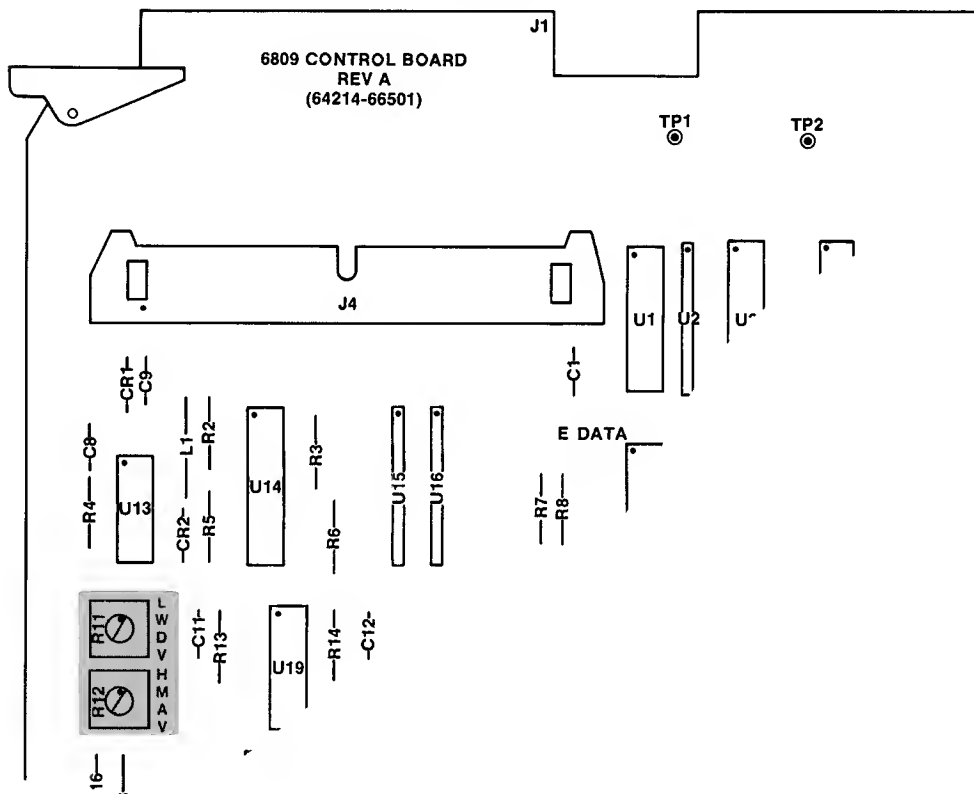 J1
6809 CONTROL BOARD
REV A
(64214-66501)
TP1
TP2
J4
U1
U2
CR1
C9
C1
C8
L1
R2
R3
E DATA
R4
U13
CR2
R5
U14
R6
U15
U16
R7
R8
R11
LWDV
R12
HMAV
C11
R13
U19
R14
C12
16